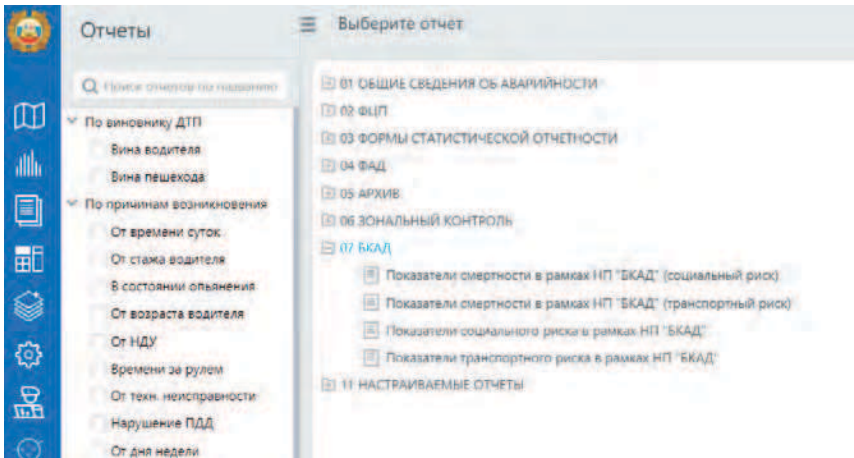 Отчеты
Поиск отчетов по названию
По виновнику ДТП
Вина водителя
Вина пешехода
По причинам возникновения
От времени суток
От стажа водителя
В состоянии опьянения
От возраста водителя
От НДУ
Времени за рулем
От техн. неисправности
Нарушение ПДД
От дня недели
Выберите отчет
01 ОБЩИЕ СВЕДЕНИЯ ОБ АВАРИЙНОСТИ
02 ФЦП
03 ФОРМЫ СТАТИСТИЧЕСКОЙ ОТЧЕТНОСТИ
04 ФАД
05 АРХИВ
06 ЗОНАЛЬНЫЙ КОНТРОЛЬ
07 БКАД
Показатели смертности в рамках НП "БКАД" (социальный риск)
Показатели смертности в рамках НП "БКАД" (транспортный риск)
Показатели социального риска в рамках НП "БКАД"
Показатели транспортного риска в рамках НП "БКАД"
11 НАСТРАИВАЕМЫЕ ОТЧЕТЫ